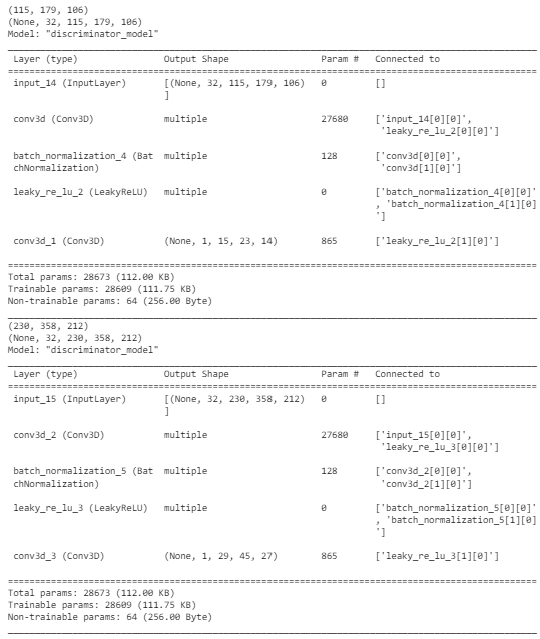 (115, 179, 106)
(None, 32, 115, 179, 106)
Model: "discriminator_model"
Layer (type) Output Shape Param # Connected to
input_14 (InputLayer) [(None, 32, 115, 179, 106) 0 []
]
conv3d (Conv3D) multiple 27680 ['input_14[0][0]',
'leaky_re_lu_2[0][0]']
batch_normalization_4 (Bat multiple 128 ['conv3d[0][0]',
chNormalization) 'conv3d[1][0]']
leaky_re_lu_2 (LeakyReLU) multiple 0 ['batch_normalization_4[0][0]'
, 'batch_normalization_4[1][0]
']
conv3d_1 (Conv3D) (None, 1, 15, 23, 14) 865 ['leaky_re_lu_2[1][0]']
Total params: 28673 (112.00 KB)
Trainable params: 28609 (111.75 KB)
Non-trainable params: 64 (256.00 Byte)
(230, 358, 212)
(None, 32, 230, 358, 212)
Model: "discriminator_model"
Layer (type) Output Shape Param # Connected to
input_15 (InputLayer) [(None, 32, 230, 358, 212) 0 []
]
conv3d_2 (Conv3D) multiple 27680 ['input_15[0][0]',
'leaky_re_lu_3[0][0]']
batch_normalization_5 (Bat multiple 128 ['conv3d_2[0][0]',
chNormalization) 'conv3d_2[1][0]']
leaky_re_lu_3 (LeakyReLU) multiple 0 ['batch_normalization_5[0][0]'
, 'batch_normalization_5[1][0]
']
conv3d_3 (Conv3D) (None, 1, 29, 45, 27) 865 ['leaky_re_lu_3[1][0]']
Total params: 28673 (112.00 KB)
Trainable params: 28609 (111.75 KB)
Non-trainable params: 64 (256.00 Byte)